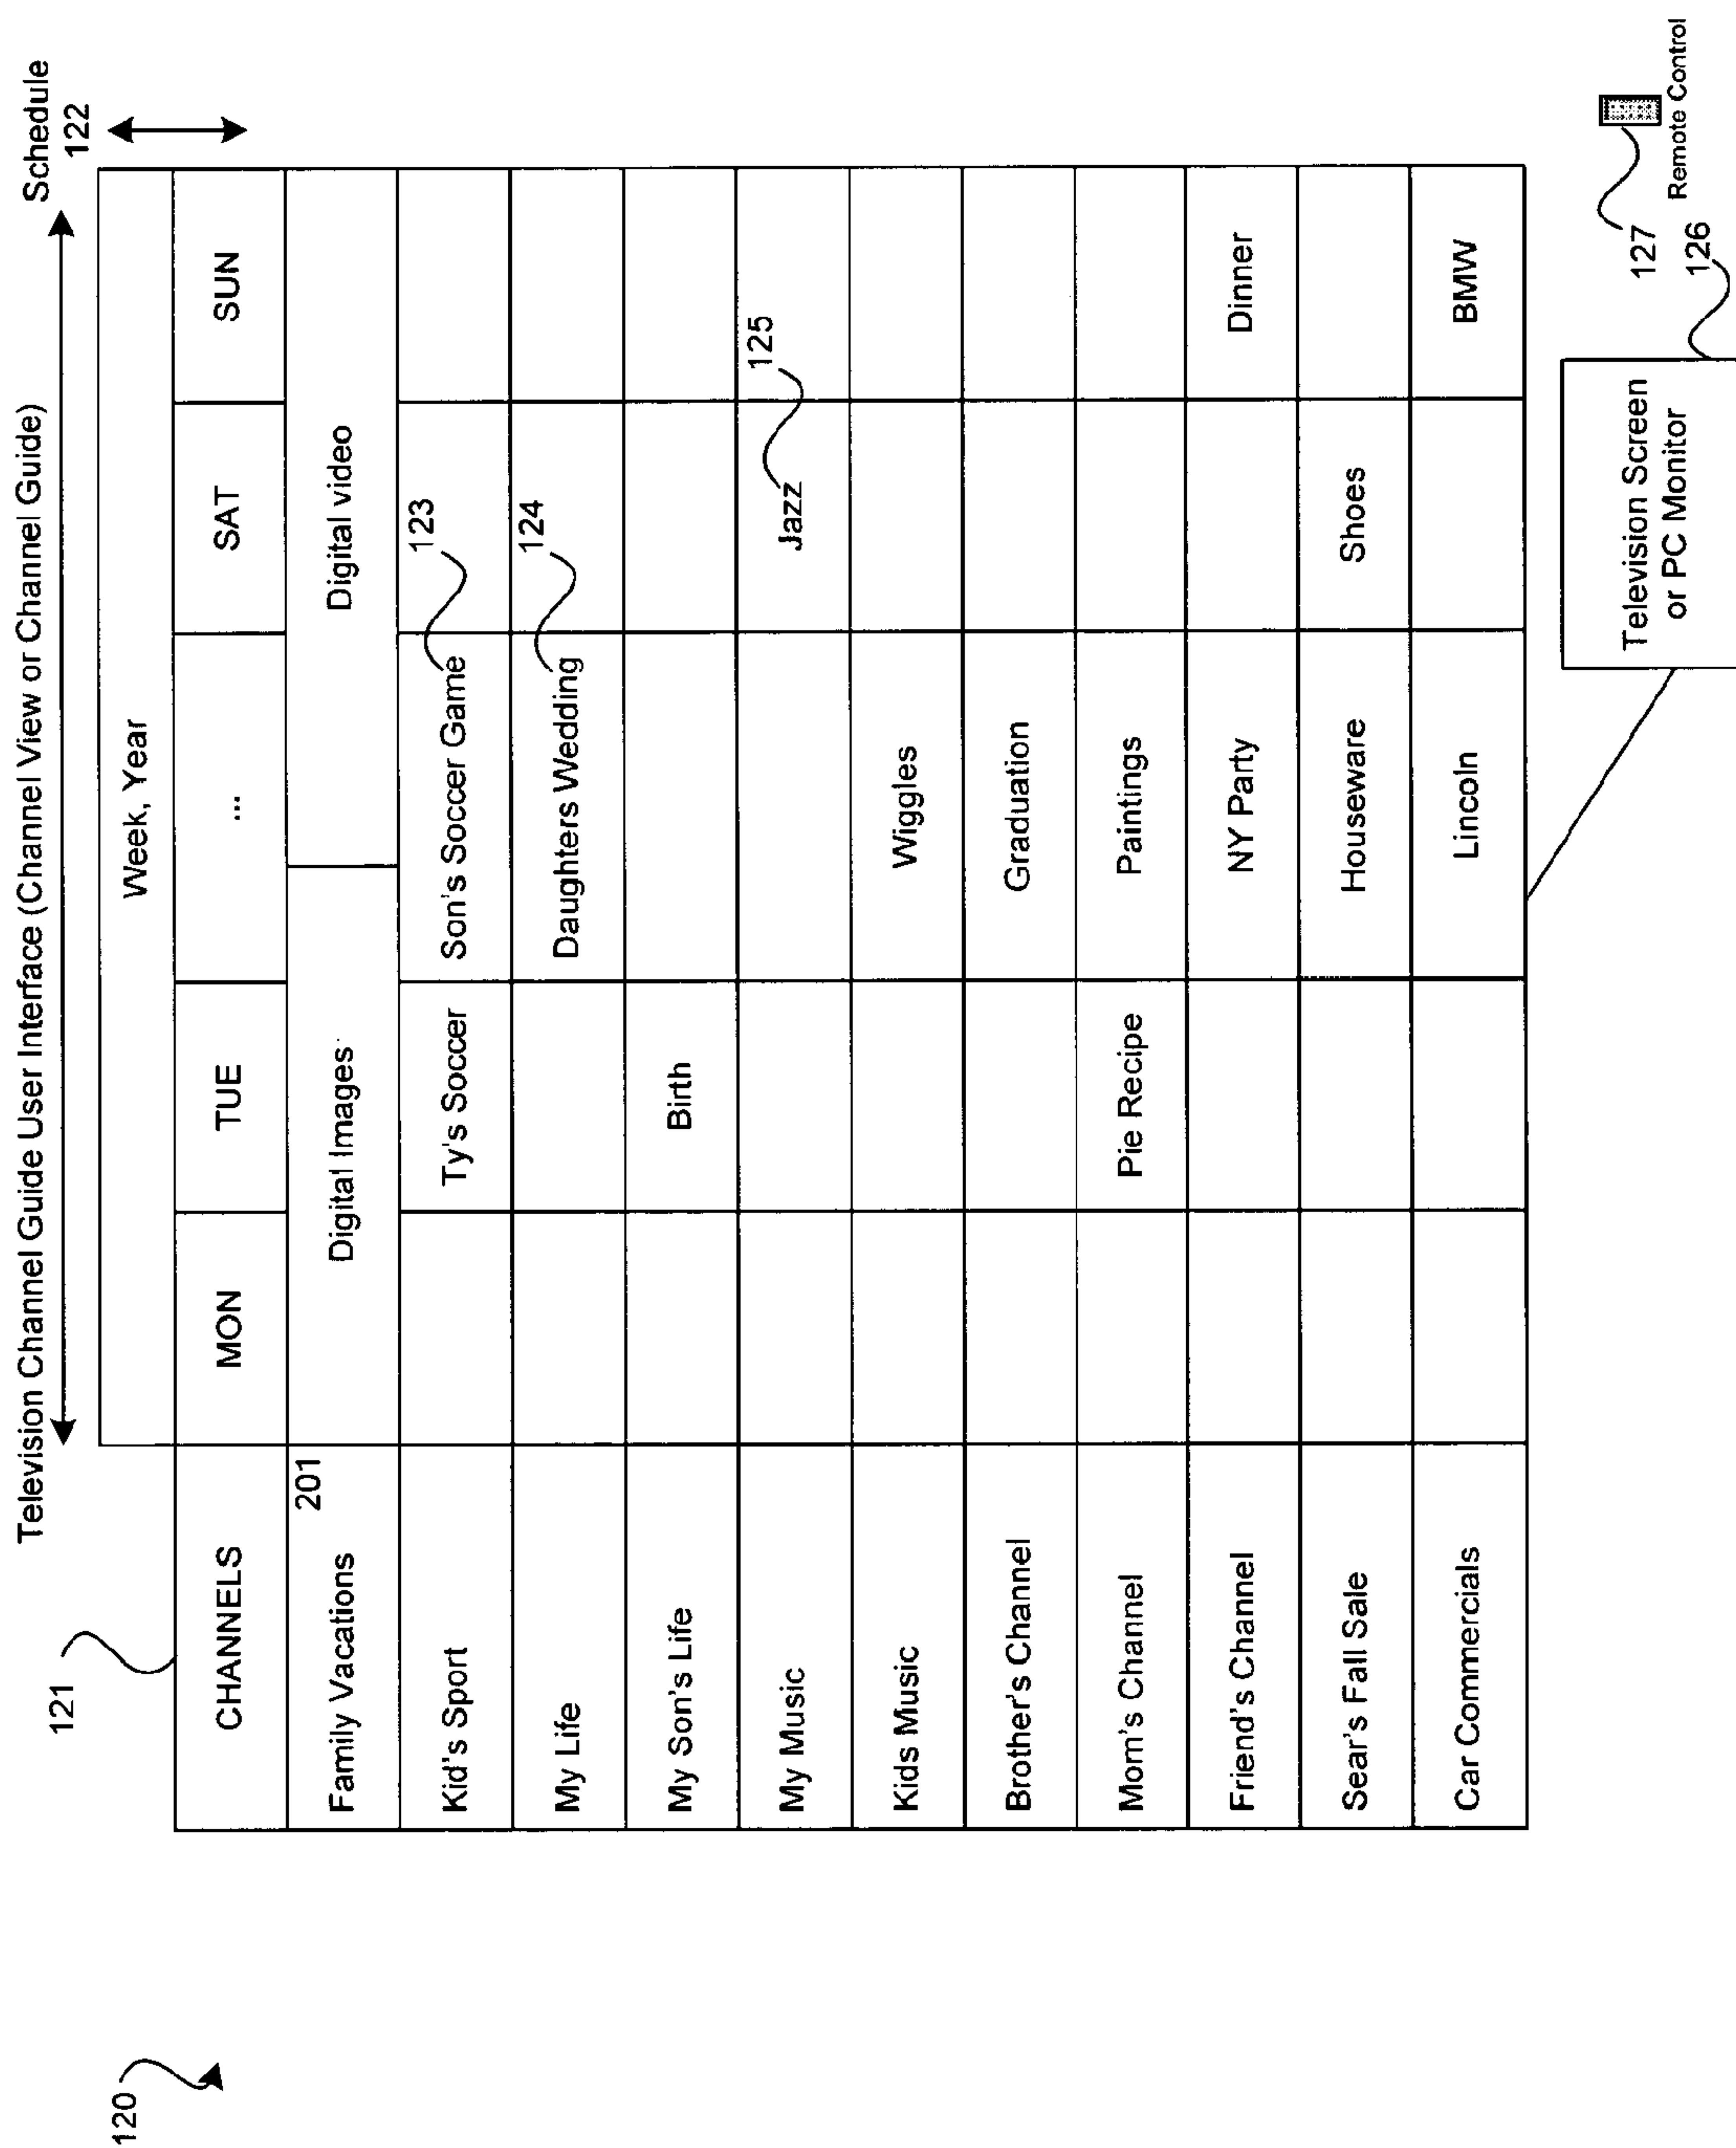 Television Channel Guide User Interface (Channel View or Channel Guide)
Schedule
122
121
120
Week, Year
CHANNELS MON TUE ... SAT SUN
Family Vacations 201 Digital Images Digital video
Kid's Sport Ty's Soccer Son's Soccer Game 123
My Life Daughters Wedding 124
My Son's Life Birth
My Music Jazz 125
Kids Music Wiggles
Brother's Channel Graduation
Mom's Channel Pie Recipe Paintings
Friend's Channel NY Party Dinner
Sear's Fall Sale Houseware Shoes
Car Commercials Lincoln BMW
127
Remote Control
126
Television Screen
or PC Monitor